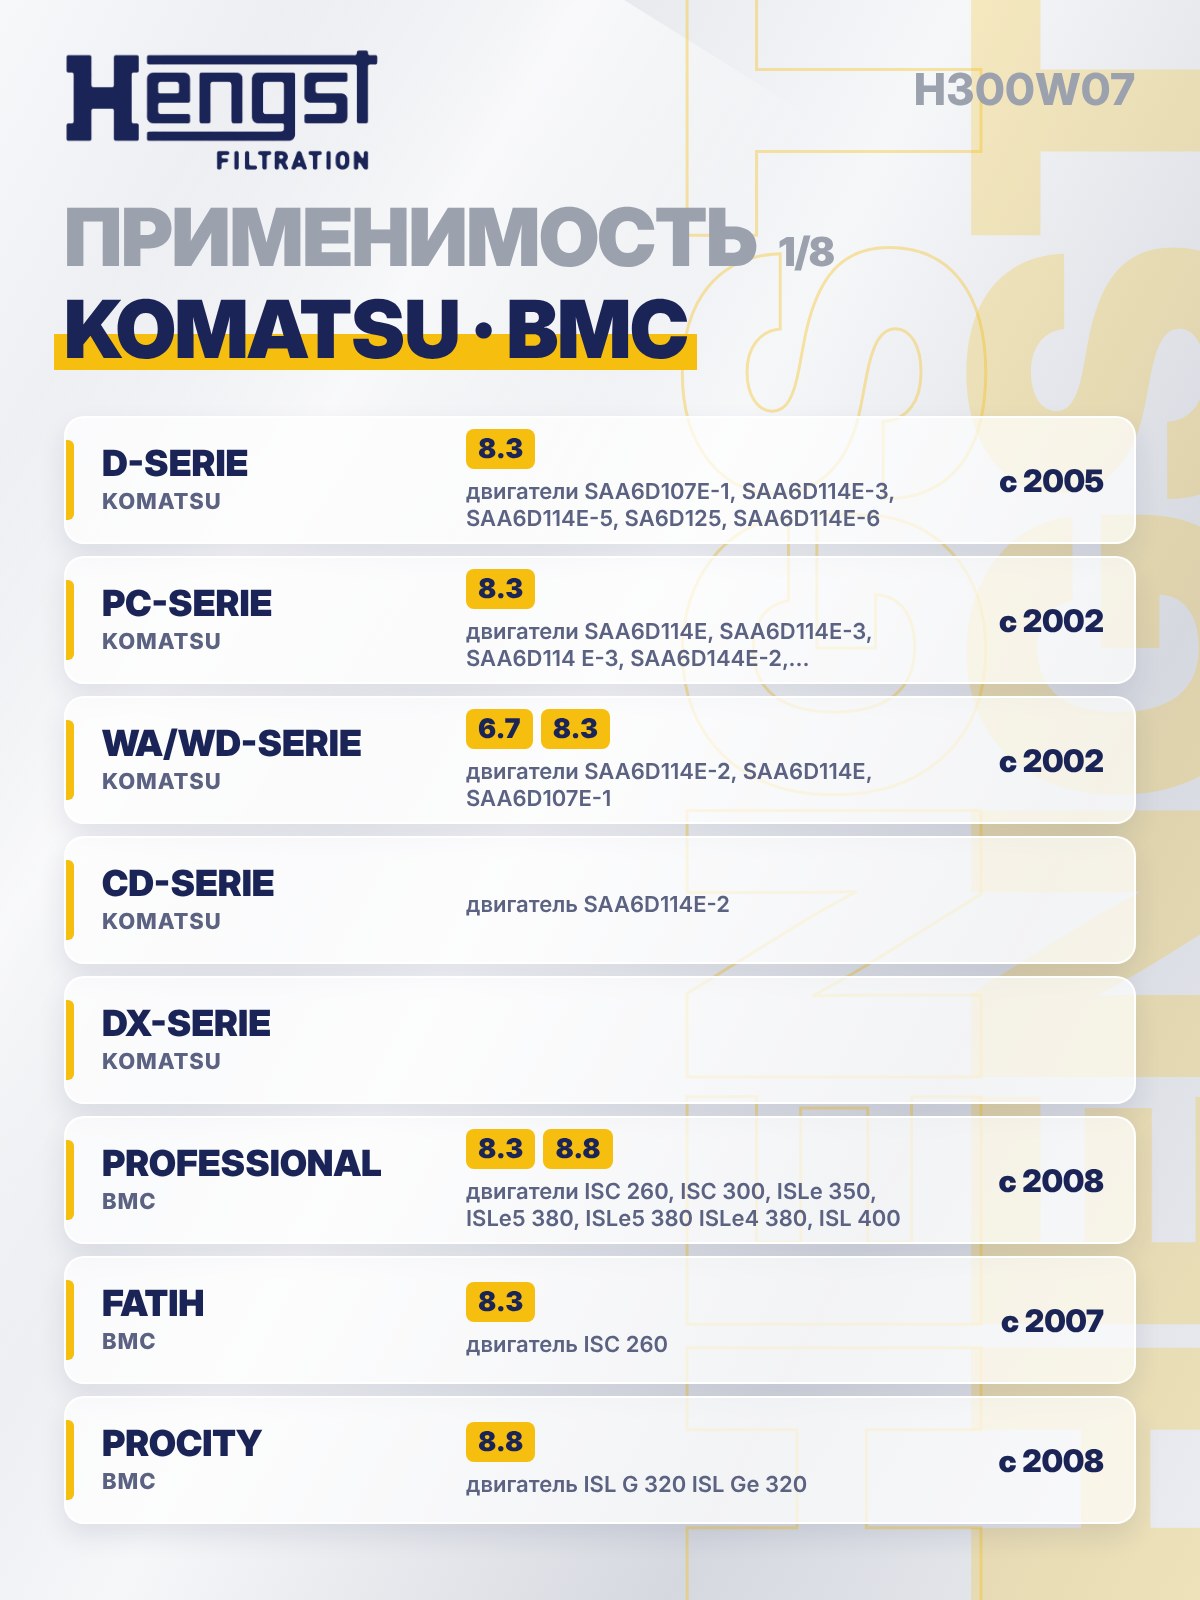 Hengst
FILTRATION
H300W07
ПРИМЕНИМОСТЬ 1/8
KOMATSU · BMC
D-SERIE
KOMATSU
8.3
двигатели SAA6D107E-1, SAA6D114E-3,
SAA6D114E-5, SA6D125, SAA6D114E-6
с 2005
PC-SERIE
KOMATSU
8.3
двигатели SAA6D114E, SAA6D114E-3,
SAA6D114 E-3, SAA6D144E-2,...
с 2002
WA/WD-SERIE
KOMATSU
6.7 8.3
двигатели SAA6D114E-2, SAA6D114E,
SAA6D107E-1
с 2002
CD-SERIE
KOMATSU
двигатель SAA6D114E-2
DX-SERIE
KOMATSU
PROFESSIONAL
BMC
8.3 8.8
двигатели ISC 260, ISC 300, ISLe 350,
ISLe5 380, ISLe5 380 ISLe4 380, ISL 400
с 2008
FATIH
BMC
8.3
двигатель ISC 260
с 2007
PROCITY
BMC
8.8
двигатель ISL G 320 ISL Ge 320
с 2008
HENGST
HENGST